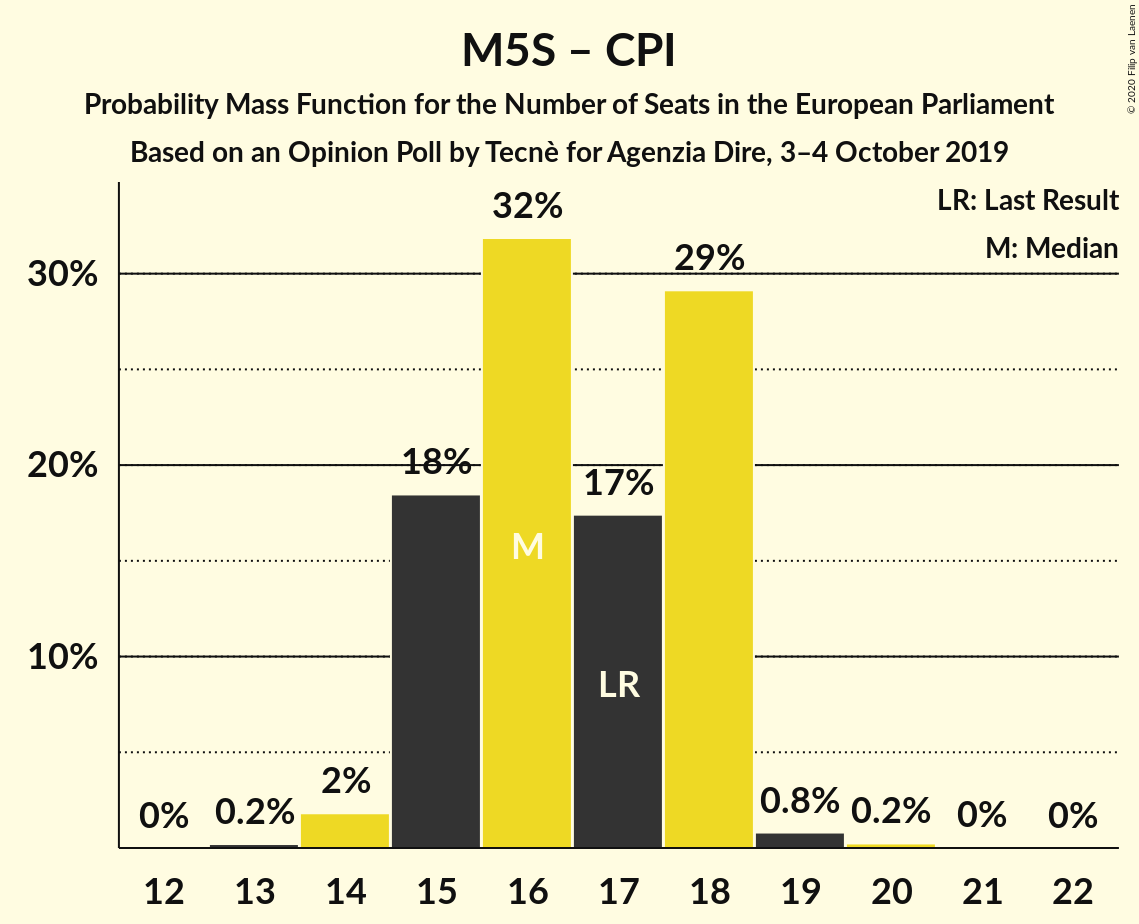 M5S – CPI
Probability Mass Function for the Number of Seats in the European Parliament
Based on an Opinion Poll by Tecnè for Agenzia Dire, 3–4 October 2019
© 2020 Filip van Laenen
LR: Last Result
M: Median
30%
20%
10%
0%
0.2%
2%
18%
32%
17%
29%
0.8%
0.2%
0%
0%
M
LR
12 13 14 15 16 17 18 19 20 21 22